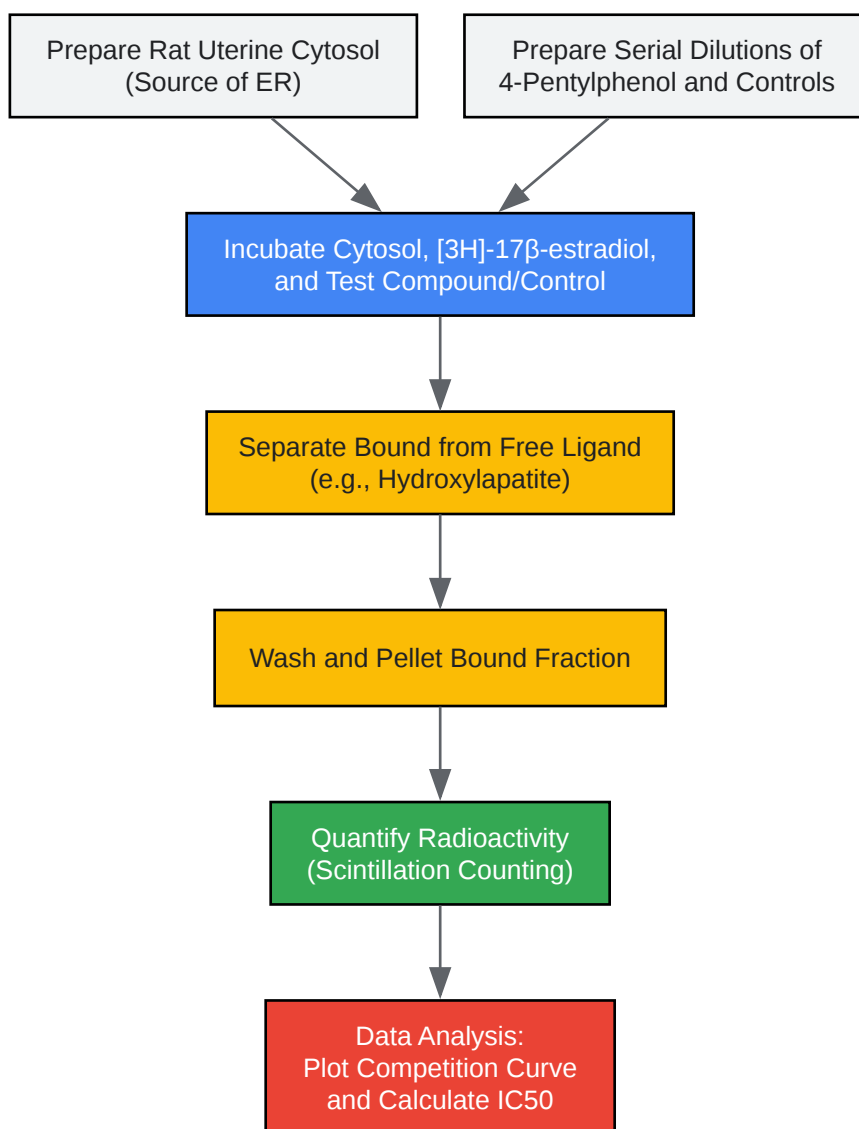 Prepare Rat Uterine Cytosol
(Source of ER)
Prepare Serial Dilutions of
4-Pentylphenol and Controls
Incubate Cytosol, [3H]-17β-estradiol,
and Test Compound/Control
Separate Bound from Free Ligand
(e.g., Hydroxylapatite)
Wash and Pellet Bound Fraction
Quantify Radioactivity
(Scintillation Counting)
Data Analysis:
Plot Competition Curve
and Calculate IC50